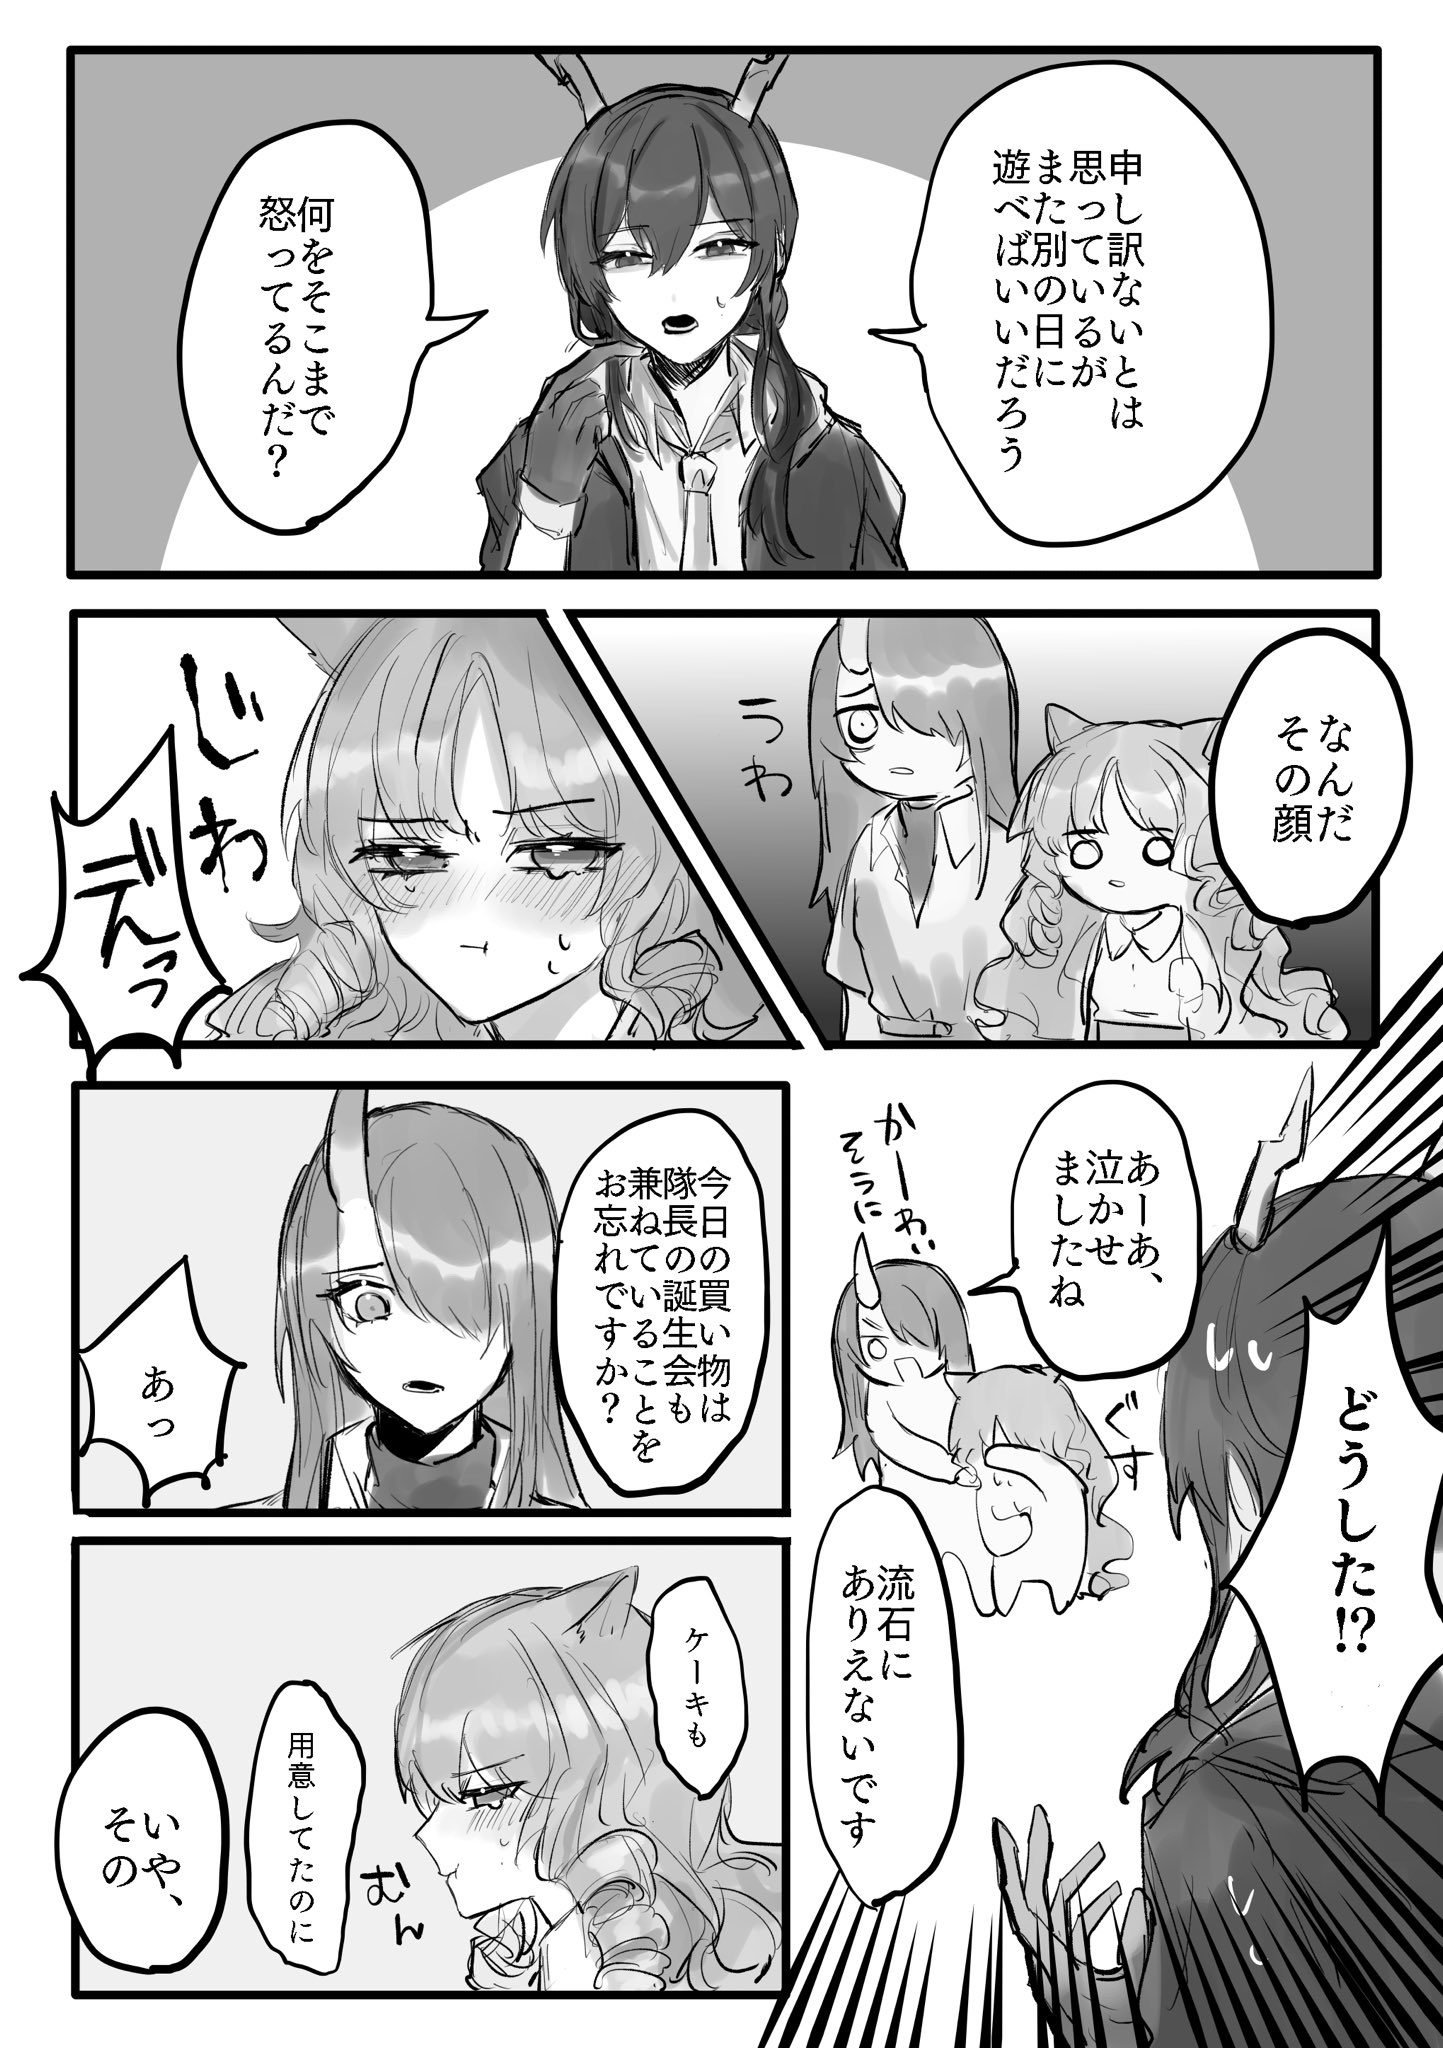 申し訳ないとは
思っているが
また別の日に
遊べばいいだろう
何をそこまで
怒ってるんだ？
なんだ
その顔
うわ
じわ
デんっっ
あーあ、
泣かせ
ましたね
かーわい
そうに
ぐす
どうした!?
流石に
ありえないです
今日の買い物は
隊長の誕生会も
兼ねていることを
お忘れですか？
あっ
ケーキも
用意してたのに
むん
いや、
その